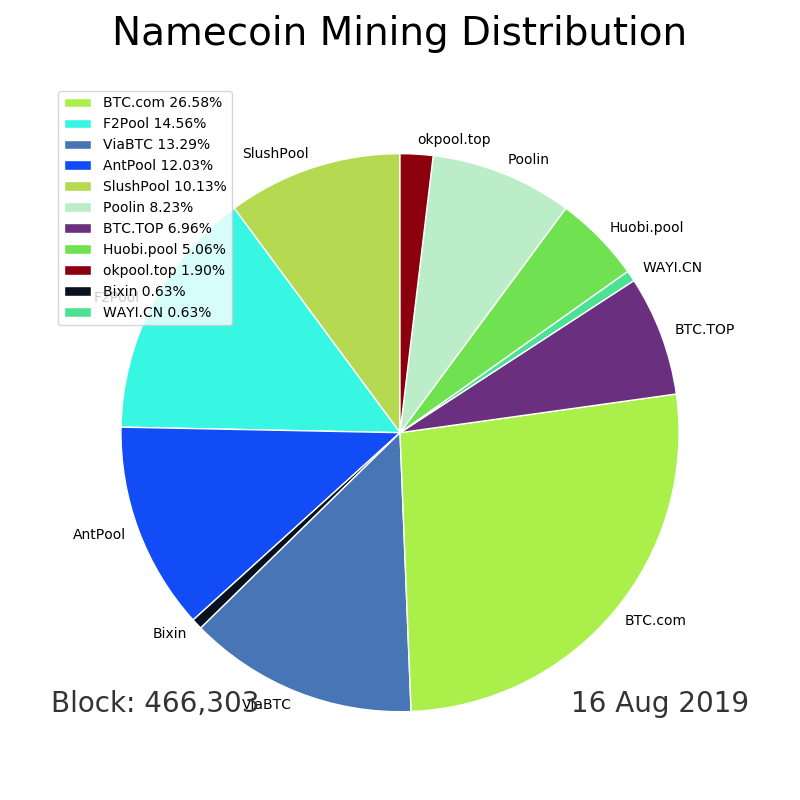 Namecoin Mining Distribution
BTC.com 26.58%
F2Pool 14.56%
ViaBTC 13.29%
AntPool 12.03%
SlushPool 10.13%
Poolin 8.23%
BTC.TOP 6.96%
Huobi.pool 5.06%
okpool.top 1.90%
Bixin 0.63%
WAYI.CN 0.63%
F2Pool
SlushPool
okpool.top
Poolin
Huobi.pool
WAYI.CN
BTC.TOP
BTC.com
ViaBTC
Bixin
AntPool
Block: 466,303
16 Aug 2019